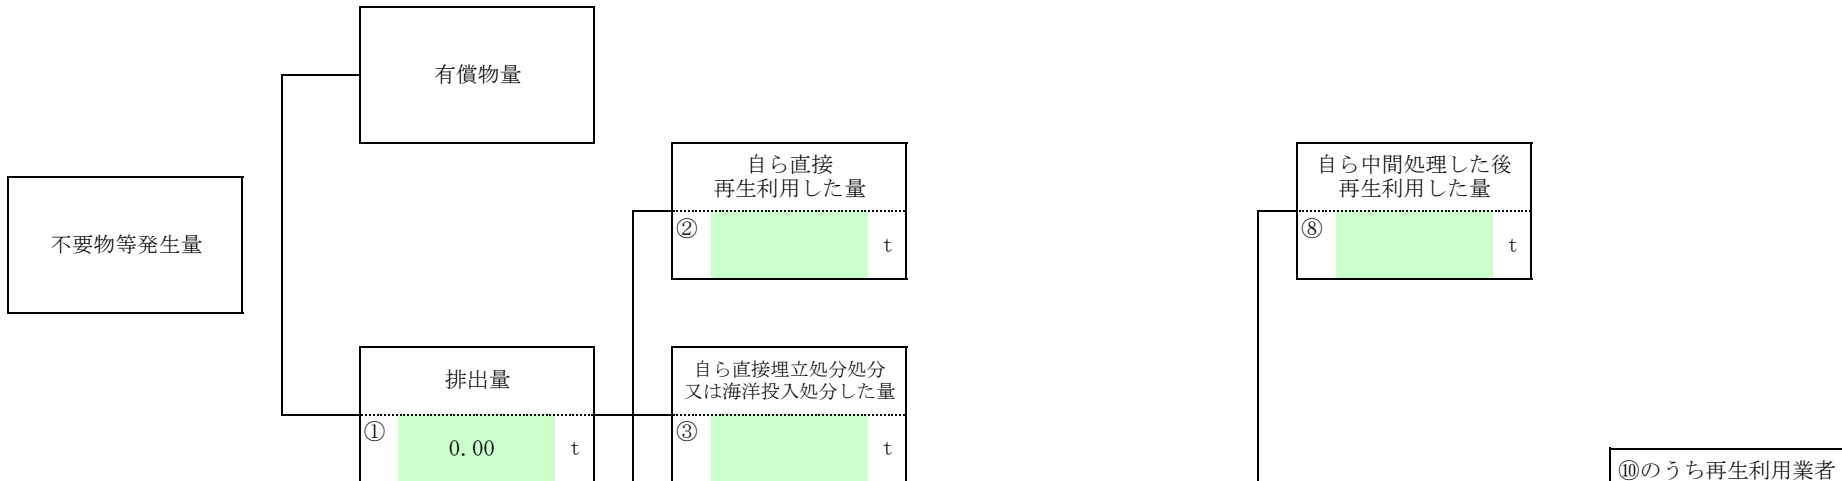 有償物量
自ら直接
再生利用した量
自ら中間処理した後
再生利用した量
不要物等発生量
②
t
⑧
t
排出量
自ら直接埋立処分処分
又は海洋投入処分した量
①
0.00
t
③
t
⑩のうち再生利用業者